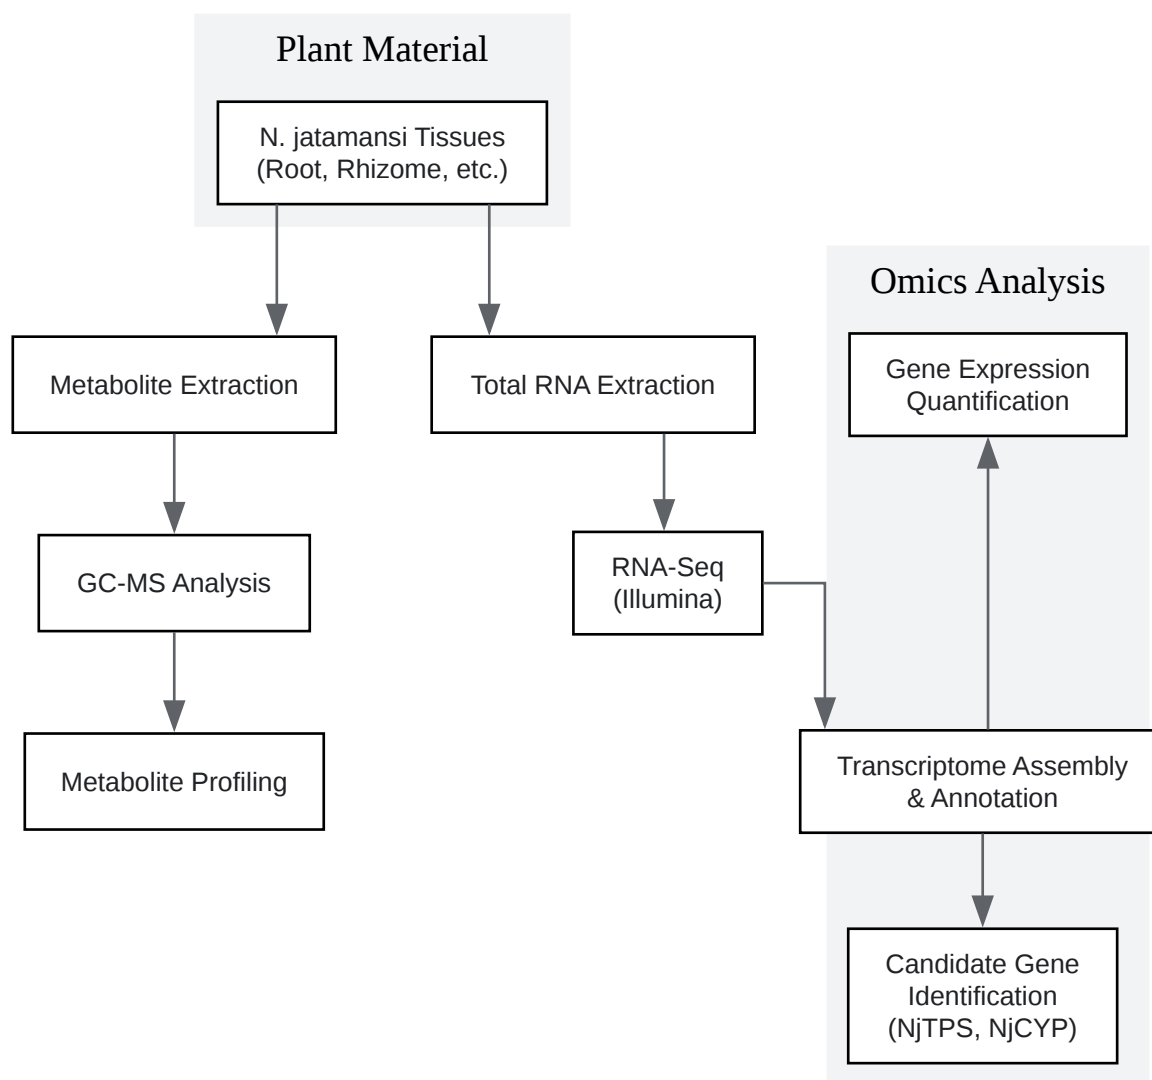 Plant Material
N. jatamansi Tissues
(Root, Rhizome, etc.)
Omics Analysis
Metabolite Extraction
Total RNA Extraction
Gene Expression
Quantification
GC-MS Analysis
RNA-Seq
(Illumina)
Metabolite Profiling
Transcriptome Assembly
& Annotation
Candidate Gene
Identification
(NjTPS, NjCYP)